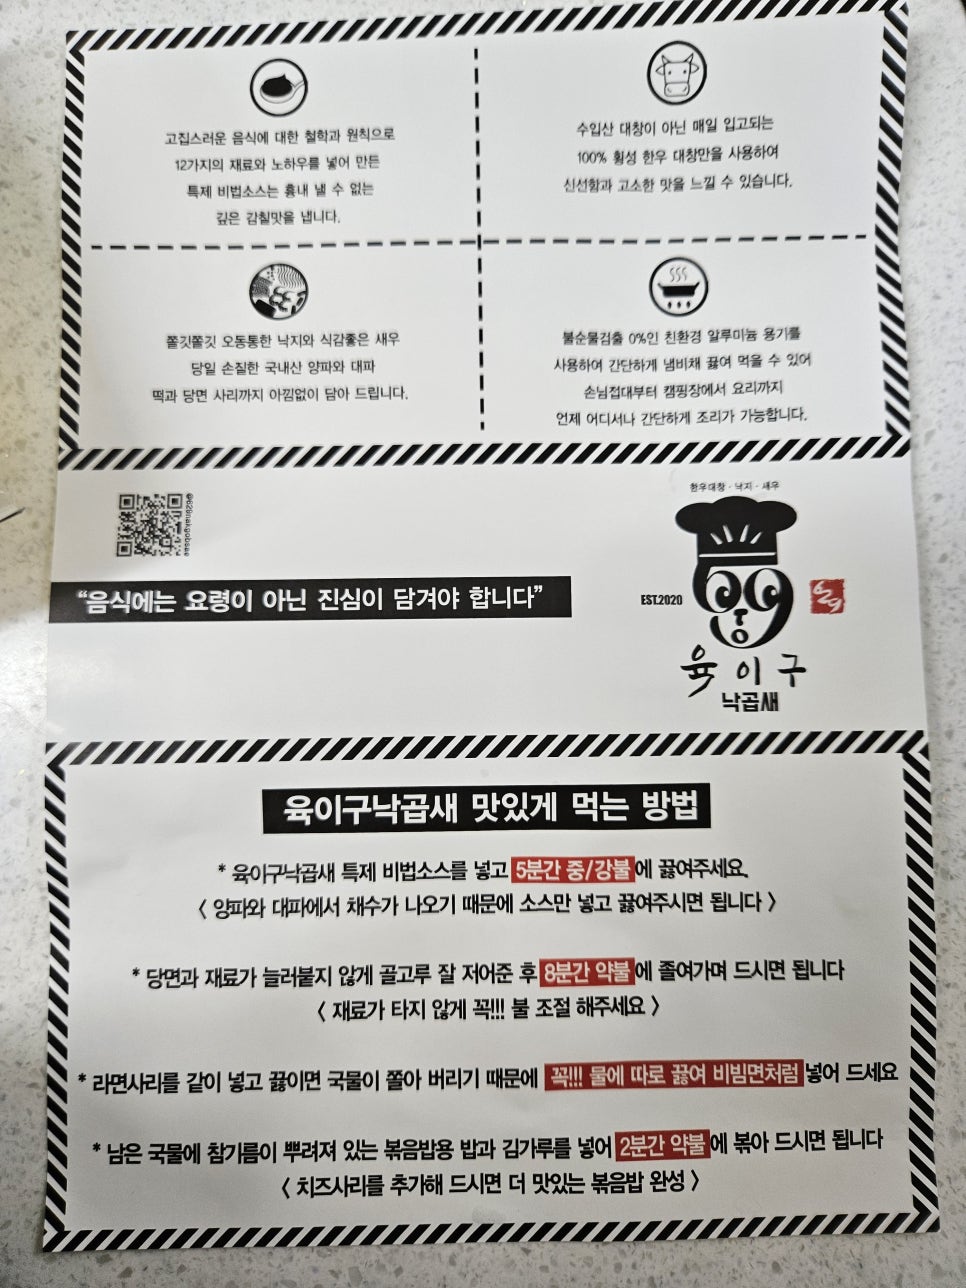 고집스러운 음식에 대한 철학과 원칙으로
12가지의 재료와 노하우를 넣어 만든
특제 비법소스는 흉내 낼 수 없는
깊은 감칠맛을 냅니다.
수입산 대창이 아닌 매일 입고되는
100% 횡성 한우 대창만을 사용하여
신선함과 고소한 맛을 느낄 수 있습니다.
쫄깃쫄깃 오동통한 낙지와 식감좋은 새우
당일 손질한 국내산 양파와 대파
떡과 당면 사리까지 아낌없이 담아 드립니다.
불순물검출 0%인 친환경 알루미늄 용기를
사용하여 간단하게 냄비채 끓여 먹을 수 있어
손님접대부터 캠핑장에서 요리까지
언제 어디서나 간단하게 조리가 가능합니다.
@629nakgobsae
“음식에는 요령이 아닌 진심이 담겨야 합니다”
한우대창 · 낙지 · 새우
EST.2020
육이구
낙곱새
육이구낙곱새 맛있게 먹는 방법
* 육이구낙곱새 특제 비법소스를 넣고 5분간 중/강불에 끓여주세요.
< 양파와 대파에서 채수가 나오기 때문에 소스만 넣고 끓여주시면 됩니다 >
* 당면과 재료가 늘러붙지 않게 골고루 잘 저어준 후 8분간 약불에 졸여가며 드시면 됩니다
< 재료가 타지 않게 꼭!!! 불 조절 해주세요 >
* 라면사리를 같이 넣고 끓이면 국물이 쫄아 버리기 때문에 꼭!!! 물에 따로 끓여 비빔면처럼 넣어 드세요
* 남은 국물에 참기름이 뿌려져 있는 볶음밥용 밥과 김가루를 넣어 2분간 약불에 볶아 드시면 됩니다
< 치즈사리를 추가해 드시면 더 맛있는 볶음밥 완성 >